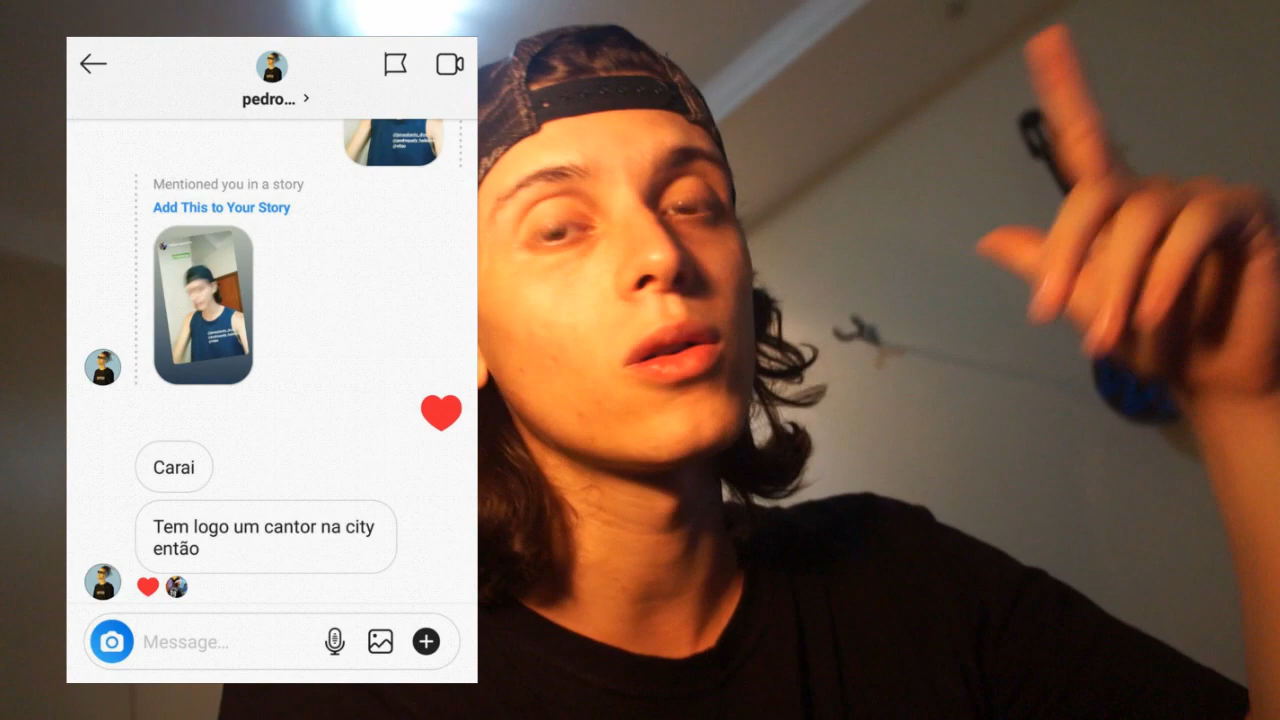 pedro...
Mentioned you in a story
Add This to Your Story
Carai
Tem logo um cantor na city
então
Message...